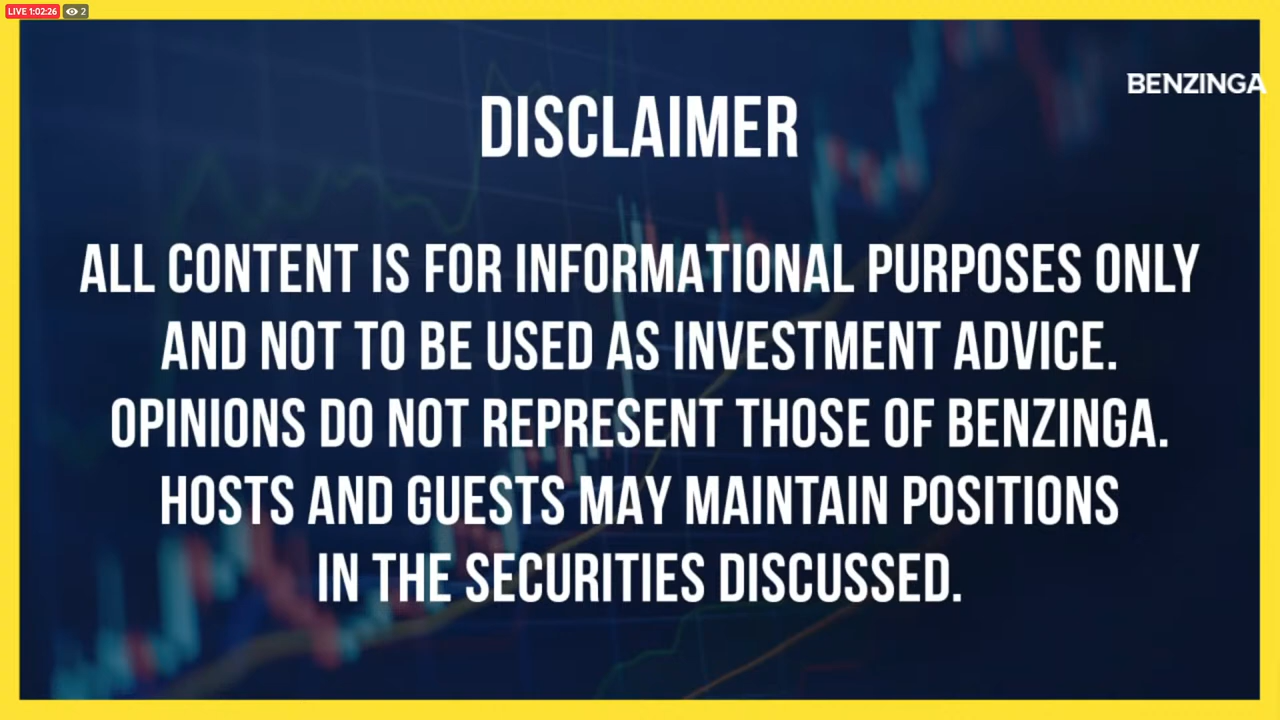 LIVE 1:02:26 2
BENZINGA
DISCLAIMER
ALL CONTENT IS FOR INFORMATIONAL PURPOSES ONLY
AND NOT TO BE USED AS INVESTMENT ADVICE.
OPINIONS DO NOT REPRESENT THOSE OF BENZINGA.
HOSTS AND GUESTS MAY MAINTAIN POSITIONS
IN THE SECURITIES DISCUSSED.